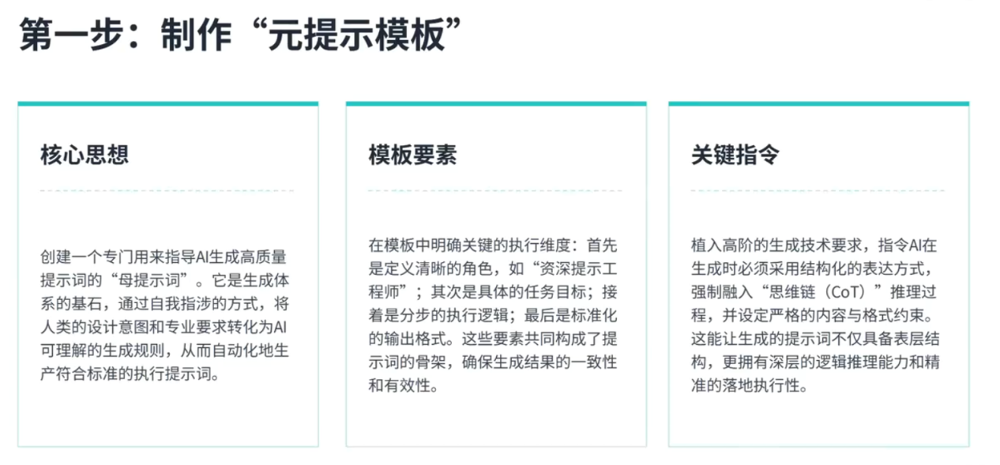 第一步：制作“元提示模板”
核心思想
创建一个专门用来指导AI生成高质量
提示词的“母提示词”。它是生成体
系的基石，通过自我指涉的方式，将
人类的设计意图和专业要求转化为AI
可理解的生成规则，从而自动化地生
产符合标准的执行提示词。
模板要素
在模板中明确关键的执行维度：首先
是定义清晰的角色，如“资深提示工
程师”；其次是具体的任务目标；接
着是分步的执行逻辑；最后是标准化
的输出格式。这些要素共同构成了提
示词的骨架，确保生成结果的一致性
和有效性。
关键指令
植入高阶的生成技术要求，指令AI在
生成时必须采用结构化的表达方式，
强制融入“思维链（CoT）”推理过
程，并设定严格的内容与格式约束。
这能让生成的提示词不仅具备表层结
构，更拥有深层的逻辑推理能力和精
准的落地执行性。